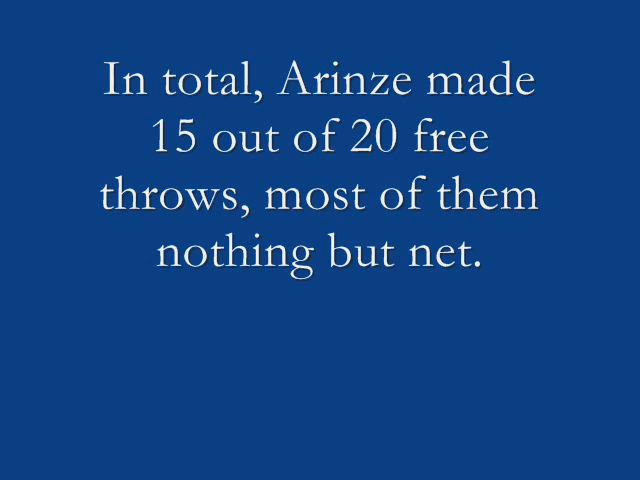 In total, Arinze made
15 out of 20 free
throws, most of them
nothing but net.